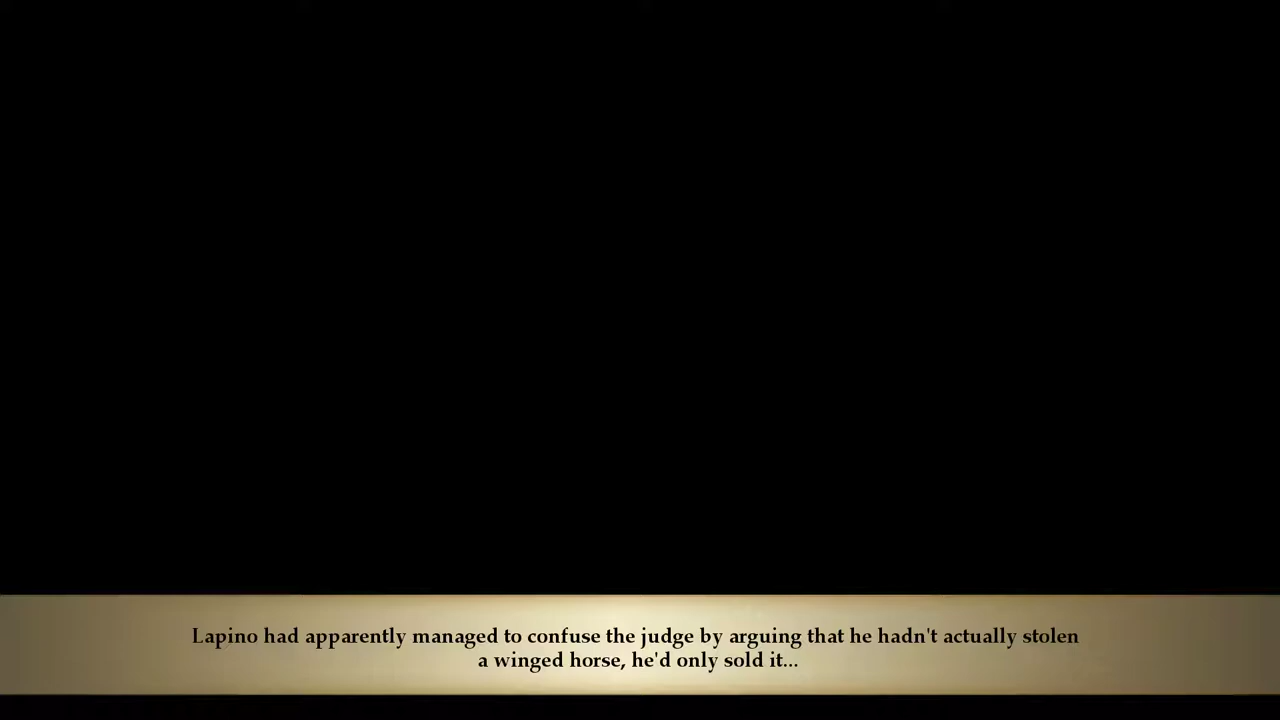 Lapino had apparently managed to confuse the judge by arguing that he hadn't actually stolen
a winged horse, he'd only sold it...